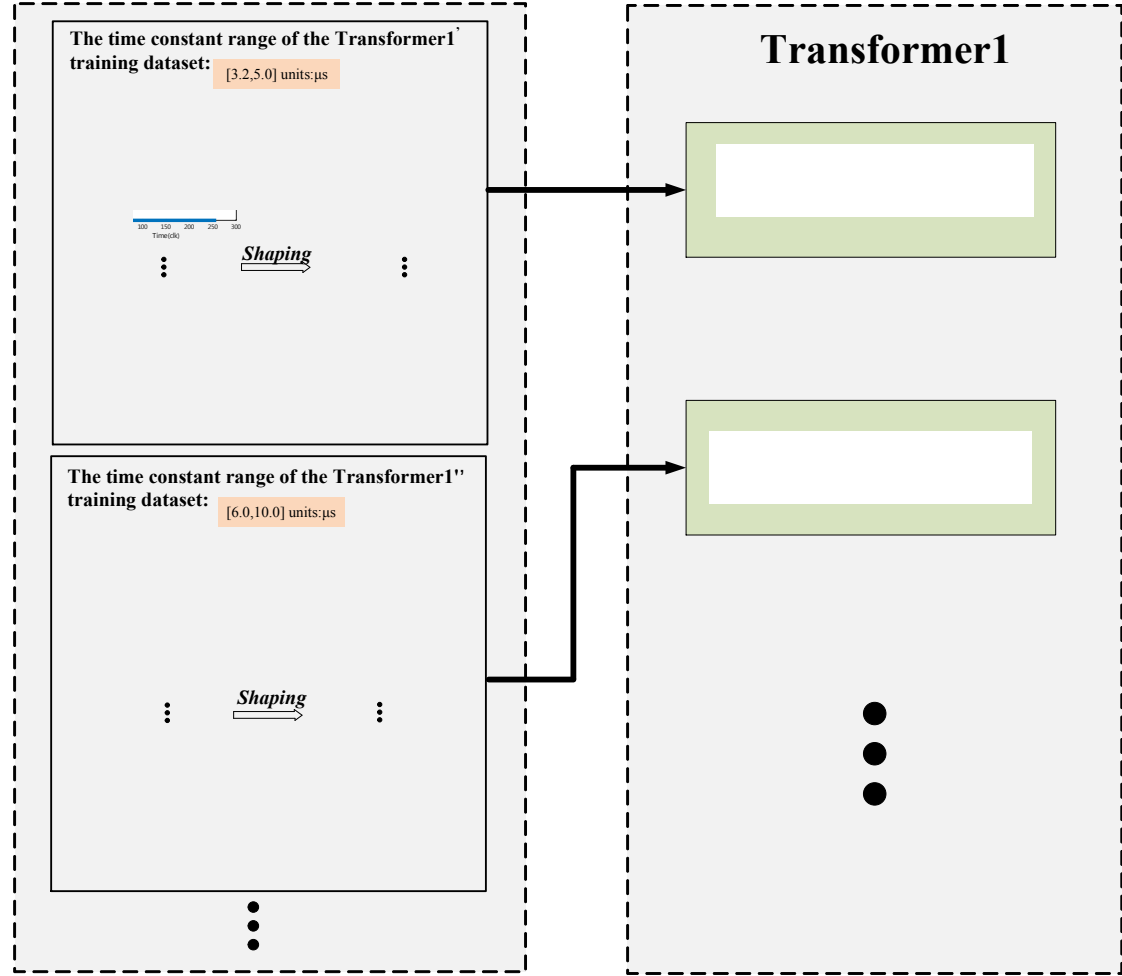 The time constant range of the Transformer1'
training dataset:
[3.2,5.0] units:μs
100 150 200 250 300
Time(clk)
Shaping
The time constant range of the Transformer1''
training dataset:
[6.0,10.0] units:μs
Shaping
Transformer1